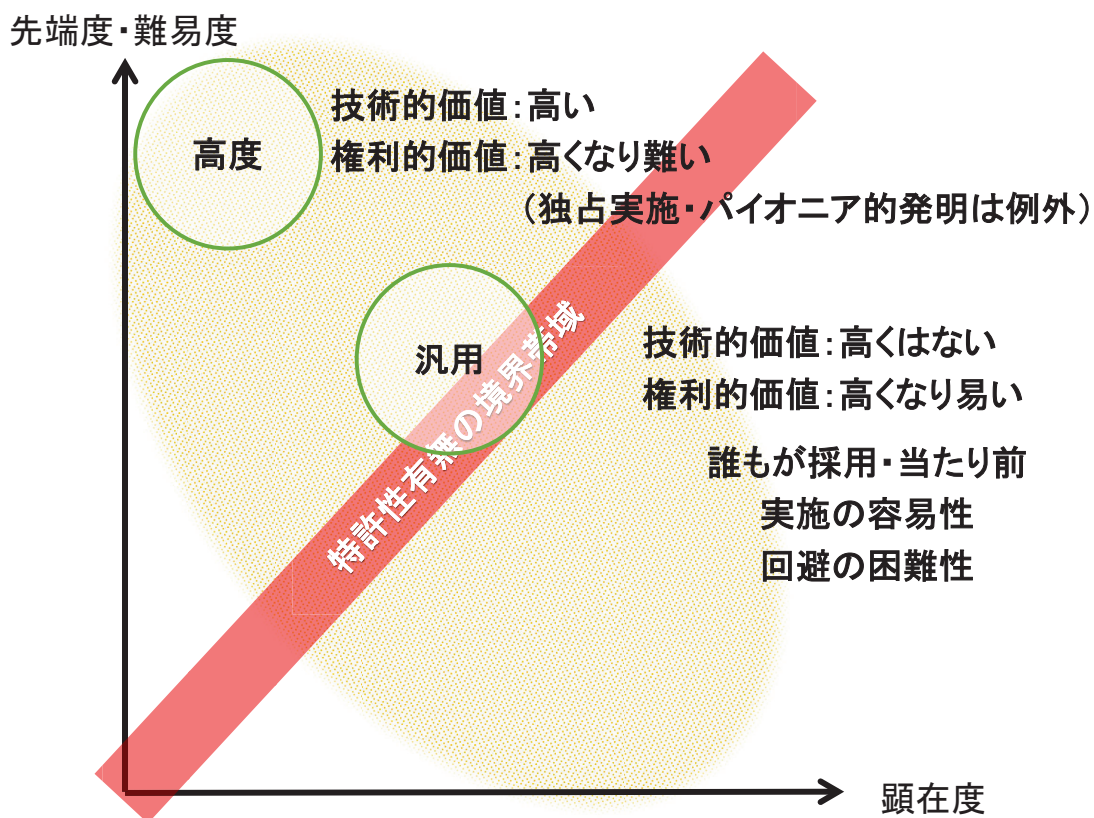 先端度・難易度
高度
技術的価値：高い
権利的価値：高くなり難い
（独占実施・パイオニア的発明は例外）
汎用
特許性有無の境界帯域
技術的価値：高くはない
権利的価値：高くなり易い
誰もが採用・当たり前
実施の容易性
回避の困難性
顕在度